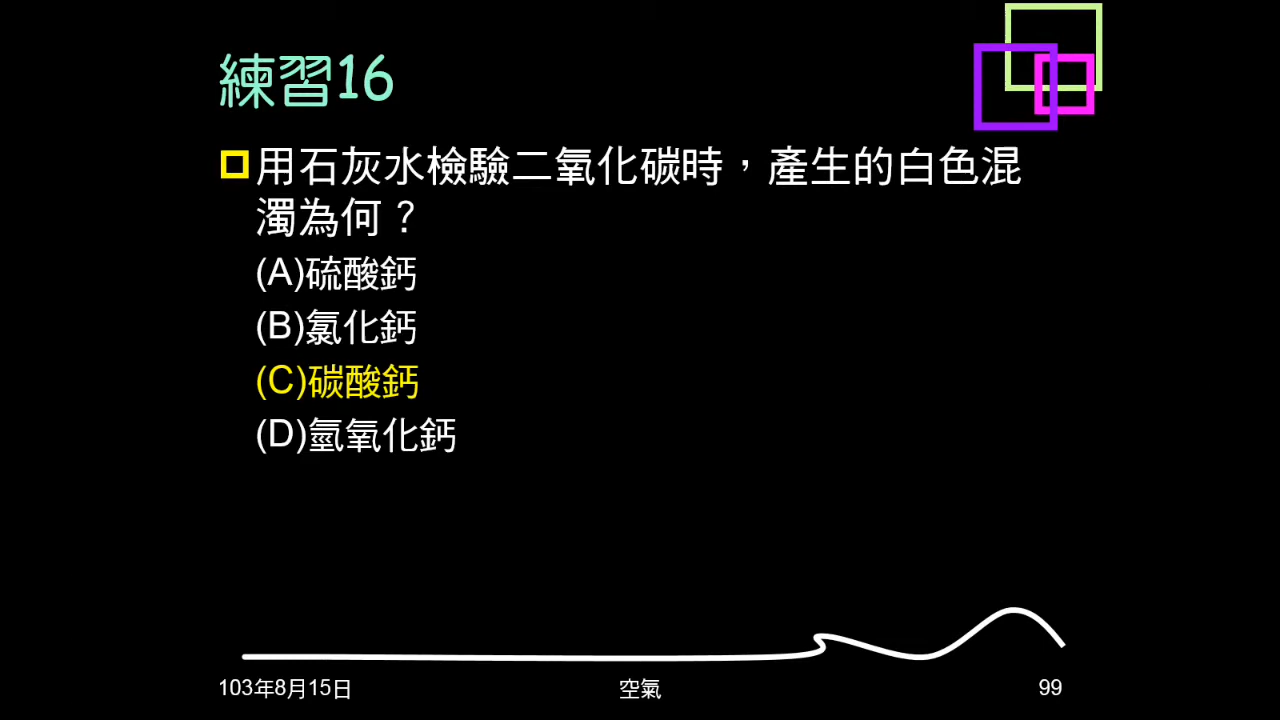 練習16
用石灰水檢驗二氧化碳時，產生的白色混
濁為何？
(A)硫酸鈣
(B)氯化鈣
(C)碳酸鈣
(D)氫氧化鈣
103年8月15日
空氣
99